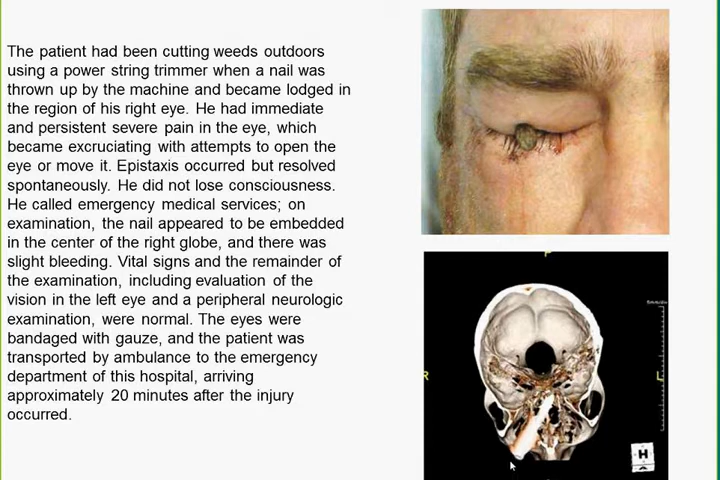 The patient had been cutting weeds outdoors
using a power string trimmer when a nail was
thrown up by the machine and became lodged in
the region of his right eye. He had immediate
and persistent severe pain in the eye, which
became excruciating with attempts to open the
eye or move it. Epistaxis occurred but resolved
spontaneously. He did not lose consciousness.
He called emergency medical services; on
examination, the nail appeared to be embedded
in the center of the right globe, and there was
slight bleeding. Vital signs and the remainder of
the examination, including evaluation of the
vision in the left eye and a peripheral neurologic
examination, were normal. The eyes were
bandaged with gauze, and the patient was
transported by ambulance to the emergency
department of this hospital, arriving
approximately 20 minutes after the injury
occurred.
R
L
H